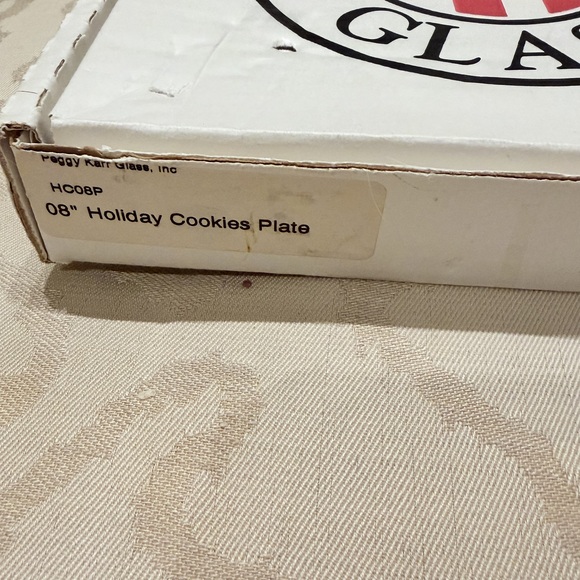 GLAS
Peggy Karr Glass, Inc
HC08P
08" Holiday Cookies Plate